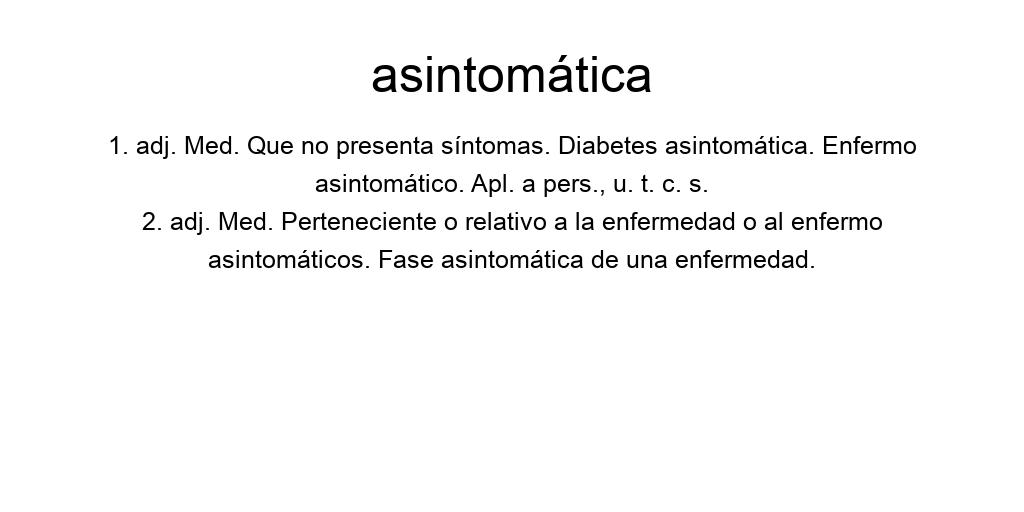 asintomática
1. adj. Med. Que no presenta síntomas. Diabetes asintomática. Enfermo
asintomático. Apl. a pers., u. t. c. s.
2. adj. Med. Perteneciente o relativo a la enfermedad o al enfermo
asintomáticos. Fase asintomática de una enfermedad.